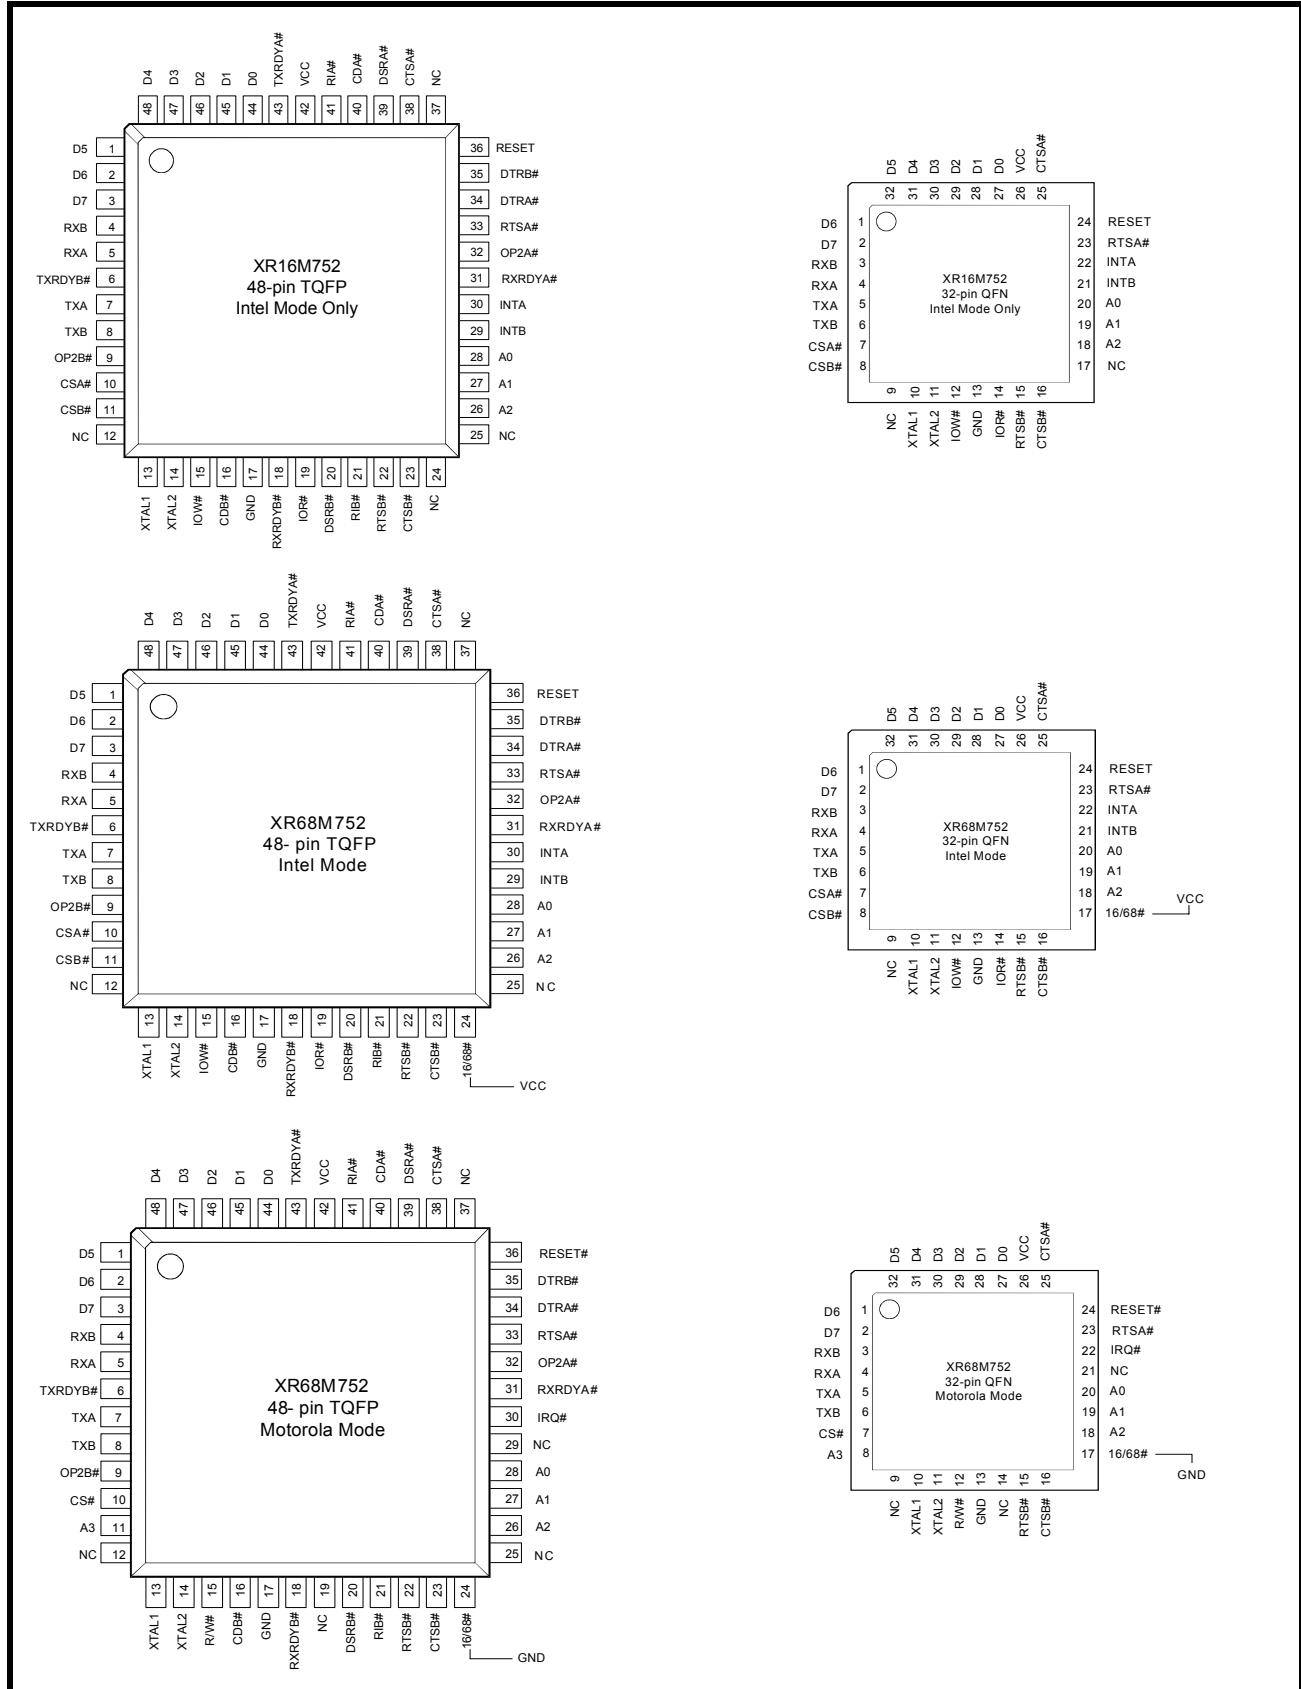 D4 D3 D2 D1 D0 TXRDYA# VCC RIA# CDA# DSRA# CTSA# NC
48 47 46 45 44 43 42 41 40 39 38 37
D5 1
D6 2
D7 3
RXB 4
RXA 5
TXRDYB# 6
TXA 7
TXB 8
OP2B# 9
CSA# 10
CSB# 11
NC 12
XR16M752
48-pin TQFP
Intel Mode Only
36 RESET
35 DTRB#
34 DTRA#
33 RTSA#
32 OP2A#
31 RXRDYA#
30 INTA
29 INTB
28 A0
27 A1
26 A2
25 NC
13 14 15 16 17 18 19 20 21 22 23 24
XTAL1 XTAL2 IOW# CDB# GND RXRDYB# IOR# DSRB# RIB# RTSB# CTSB# NC
D5 D4 D3 D2 D1 D0 VCC CTSA#
32 31 30 29 28 27 26 25
D6 1
D7 2
RXB 3
RXA 4
TXA 5
TXB 6
CSA# 7
CSB# 8
XR16M752
32-pin QFN
Intel Mode Only
24 RESET
23 RTSA#
22 INTA
21 INTB
20 A0
19 A1
18 A2
17 NC
9 10 11 12 13 14 15 16
NC XTAL1 XTAL2 IOW# GND IOR# RTSB# CTSB#
D4 D3 D2 D1 D0 TXRDYA# VCC RIA# CDA# DSRA# CTSA# NC
48 47 46 45 44 43 42 41 40 39 38 37
D5 1
D6 2
D7 3
RXB 4
RXA 5
TXRDYB# 6
TXA 7
TXB 8
OP2B# 9
CSA# 10
CSB# 11
NC 12
XR68M752
48- pin TQFP
Intel Mode
36 RESET
35 DTRB#
34 DTRA#
33 RTSA#
32 OP2A#
31 RXRDYA#
30 INTA
29 INTB
28 A0
27 A1
26 A2
25 NC
13 14 15 16 17 18 19 20 21 22 23 24
XTAL1 XTAL2 IOW# CDB# GND RXRDYB# IOR# DSRB# RIB# RTSB# CTSB# 16/68#
VCC
D5 D4 D3 D2 D1 D0 VCC CTSA#
32 31 30 29 28 27 26 25
D6 1
D7 2
RXB 3
RXA 4
TXA 5
TXB 6
CSA# 7
CSB# 8
XR68M752
32-pin QFN
Intel Mode
24 RESET
23 RTSA#
22 INTA
21 INTB
20 A0
19 A1
18 A2
17 16/68#
VCC
9 10 11 12 13 14 15 16
NC XTAL1 XTAL2 IOW# GND IOR# RTSB# CTSB#
D4 D3 D2 D1 D0 TXRDYA# VCC RIA# CDA# DSRA# CTSA# NC
48 47 46 45 44 43 42 41 40 39 38 37
D5 1
D6 2
D7 3
RXB 4
RXA 5
TXRDYB# 6
TXA 7
TXB 8
OP2B# 9
CS# 10
A3 11
NC 12
XR68M752
48- pin TQFP
Motorola Mode
36 RESET#
35 DTRB#
34 DTRA#
33 RTSA#
32 OP2A#
31 RXRDYA#
30 IRQ#
29 NC
28 A0
27 A1
26 A2
25 NC
13 14 15 16 17 18 19 20 21 22 23 24
XTAL1 XTAL2 R/W# CDB# GND RXRDYB# NC DSRB# RIB# RTSB# CTSB# 16/68#
GND
D5 D4 D3 D2 D1 D0 VCC CTSA#
32 31 30 29 28 27 26 25
D6 1
D7 2
RXB 3
RXA 4
TXA 5
TXB 6
CS# 7
A3 8
XR68M752
32-pin QFN
Motorola Mode
24 RESET#
23 RTSA#
22 IRQ#
21 NC
20 A0
19 A1
18 A2
17 16/68#
GND
9 10 11 12 13 14 15 16
NC XTAL1 XTAL2 R/W# GND NC RTSB# CTSB#